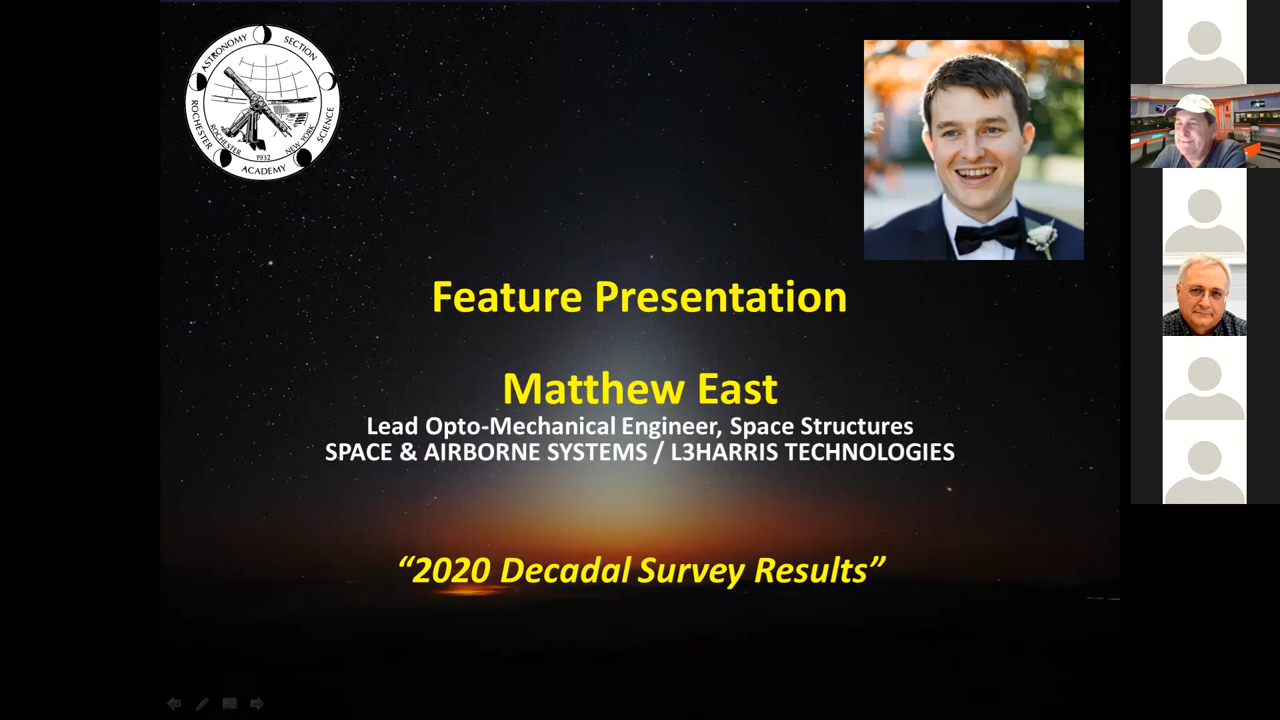 ASTRONOMY SECTION
ROCHESTER ACADEMY SCIENCE
ROCHESTER 1932 NEW YORK
Feature Presentation
Matthew East
Lead Opto-Mechanical Engineer, Space Structures
SPACE & AIRBORNE SYSTEMS / L3HARRIS TECHNOLOGIES
“2020 Decadal Survey Results”